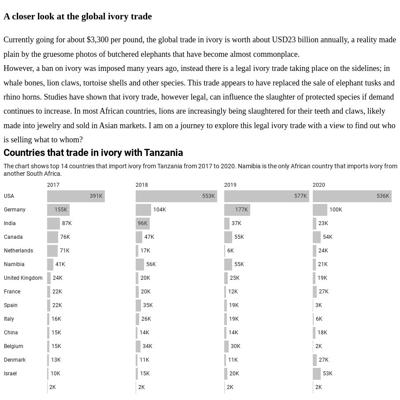 A closer look at the global ivory trade
Currently going for about $3,300 per pound, the global trade in ivory is worth about USD23 billion annually, a reality made
plain by the gruesome photos of butchered elephants that have become almost commonplace.
However, a ban on ivory was imposed many years ago, instead there is a legal ivory trade taking place on the sidelines; in
whale bones, lion claws, tortoise shells and other species. This trade appears to have replaced the sale of elephant tusks and
rhino horns. Studies have shown that ivory trade, however legal, can influence the slaughter of protected species if demand
continues to increase. In most African countries, lions are increasingly being slaughtered for their teeth and claws, likely
made into jewelry and sold in Asian markets. I am on a journey to explore this legal ivory trade with a view to find out who
is selling what to whom?
Countries that trade in ivory with Tanzania
The chart shows top 14 countries that import ivory from Tanzania from 2017 to 2020. Namibia is the only African country that imports ivory from
another South Africa.
2017 2018 2019 2020
USA 391K 553K 577K 536K
Germany 155K 104K 177K 100K
India 87K 96K 37K 23K
Canada 76K 47K 55K 54K
Netherlands 71K 17K 6K 24K
Namibia 41K 56K 55K 21K
United Kingdom 24K 20K 25K 19K
France 22K 20K 12K 27K
Spain 22K 35K 19K 3K
Italy 16K 26K 19K 6K
China 15K 14K 14K 18K
Belgium 15K 34K 30K 2K
Denmark 13K 11K 11K 27K
Israel 10K 15K 20K 53K
2K 2K 2K 2K